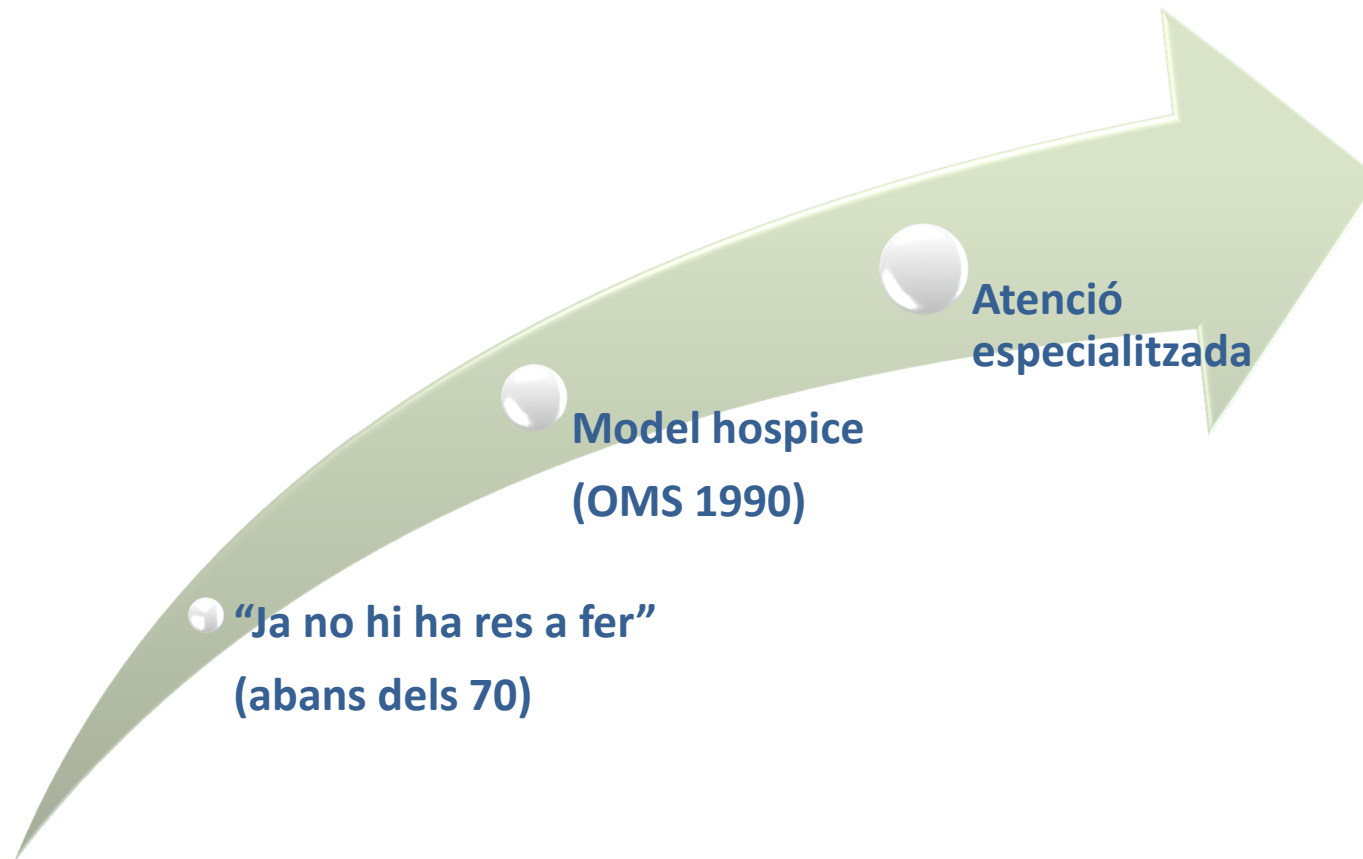 Atenció
especialitzada
Model hospice
(OMS 1990)
“Ja no hi ha res a fer”
(abans dels 70)